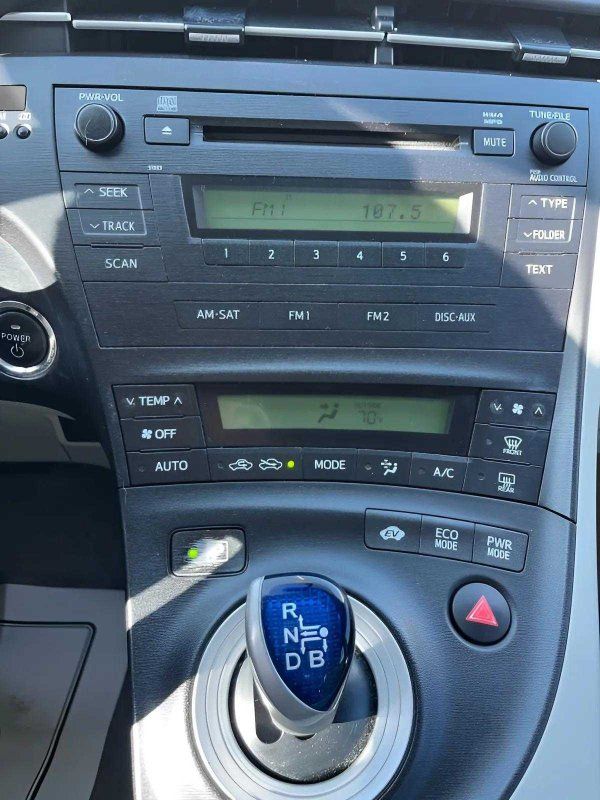 PWR•VOL
TUNE•FILE
MUTE
AUDIO CONTROL
SEEK
TRACK
SCAN
FM1 107.5
1 2 3 4 5 6
TYPE
FOLDER
TEXT
AM•SAT FM1 FM2 DISC•AUX
POWER
TEMP
OFF
AUTO
OUTSIDE
70°F
MODE
A/C
FRONT
REAR
EV
ECO MODE
PWR MODE
R
N
D B